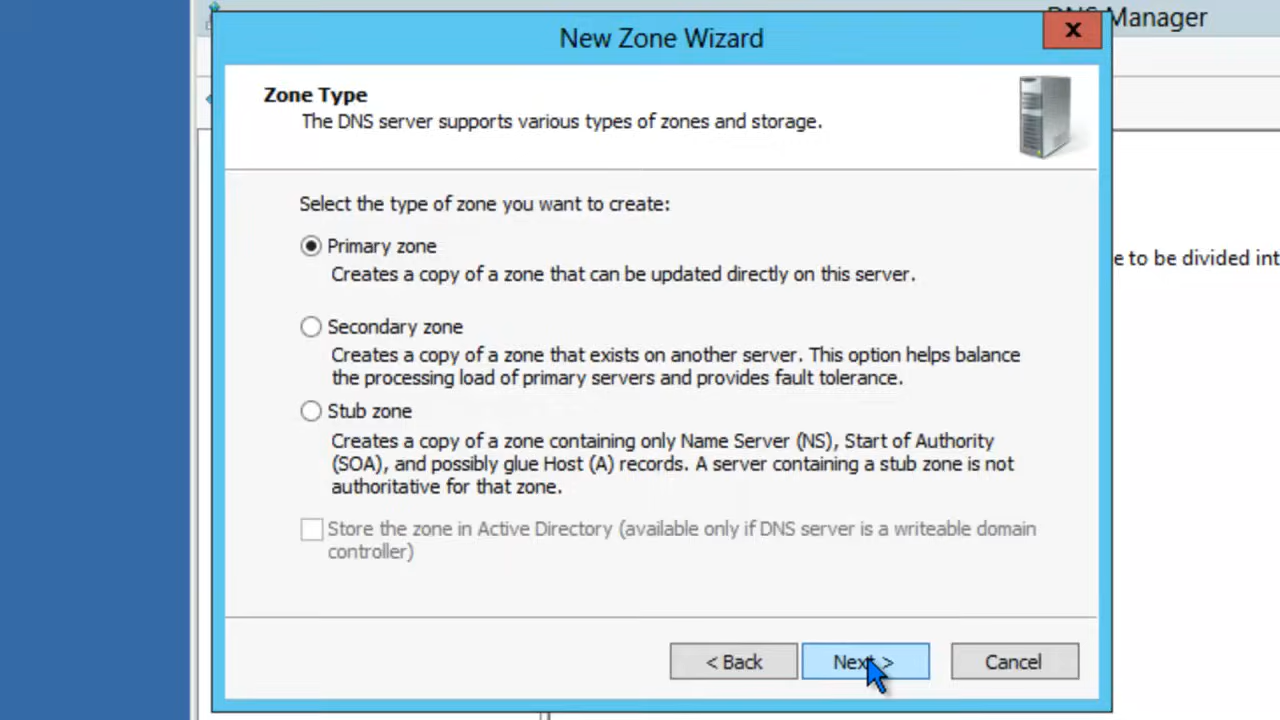 DNS Manager
New Zone Wizard
X
Zone Type
The DNS server supports various types of zones and storage.
Select the type of zone you want to create:
Primary zone
Creates a copy of a zone that can be updated directly on this server.
e to be divided int
Secondary zone
Creates a copy of a zone that exists on another server. This option helps balance
the processing load of primary servers and provides fault tolerance.
Stub zone
Creates a copy of a zone containing only Name Server (NS), Start of Authority
(SOA), and possibly glue Host (A) records. A server containing a stub zone is not
authoritative for that zone.
Store the zone in Active Directory (available only if DNS server is a writeable domain
controller)
< Back
Next >
Cancel